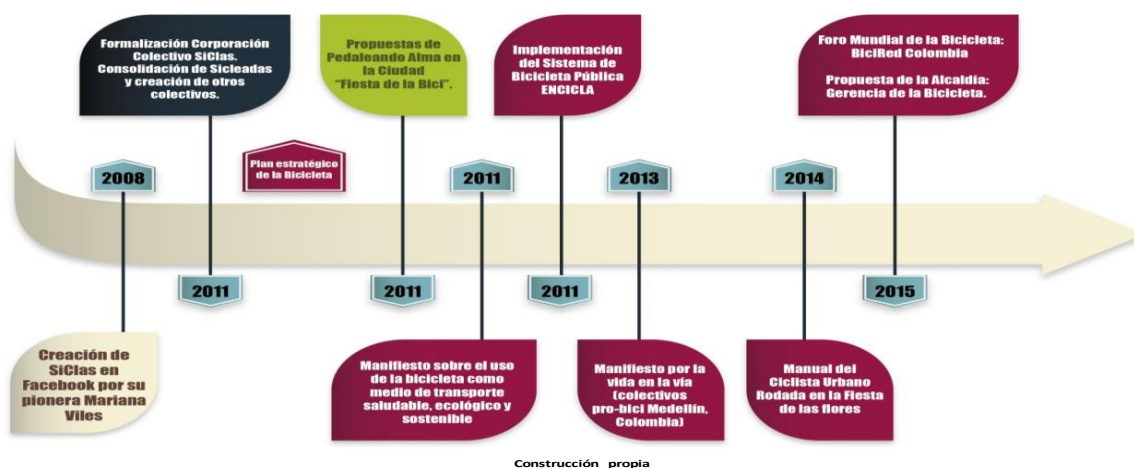 Formalización Corporación
Colectivo SiClas.
Consolidación de Sicleadas
y creación de otros
colectivos.
Propuestas de
Pedaleando Alma en
la Ciudad
“Fiesta de la Bici”.
Implementación
del Sistema de
Bicicleta Pública
ENCICLA
Foro Mundial de la Bicicleta:
BiciRed Colombia
Propuesta de la Alcaldía:
Gerencia de la Bicicleta.
2008
Plan estratégico
de la Bicicleta
2011
2013
2014
2011
2011
2011
2015
Creación de
SiClas en
Facebook por su
pionera Mariana
Viles
Manifiesto sobre el uso
de la bicicleta como
medio de transporte
saludable, ecológico y
sostenible
Manifiesto por la
vida en la vía
(colectivos
pro-bici Medellín,
Colombia)
Manual del
Ciclista Urbano
Rodada en la Fiesta
de las flores
Construcción propia